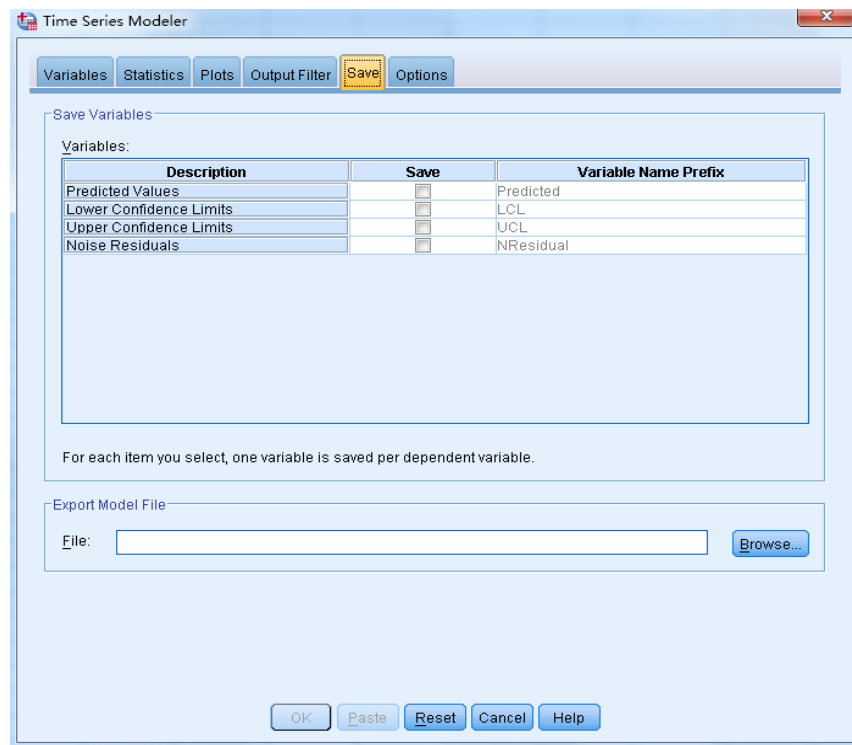 Time Series Modeler
Variables Statistics Plots Output Filter Save Options
Save Variables
Variables:
Description Save Variable Name Prefix
Predicted Values Predicted
Lower Confidence Limits LCL
Upper Confidence Limits UCL
Noise Residuals NResidual
For each item you select, one variable is saved per dependent variable.
Export Model File
File: Browse...
OK Paste Reset Cancel Help